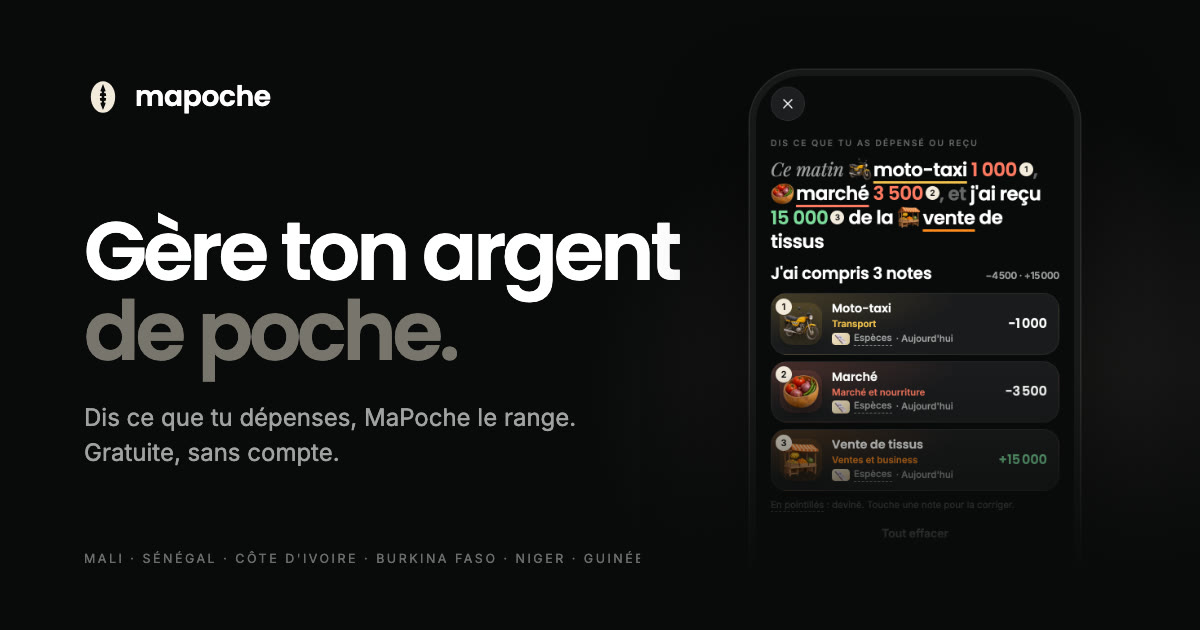 mapoche
Gère ton argent
de poche.
Dis ce que tu dépenses, MaPoche le range.
Gratuite, sans compte.
MALI · SÉNÉGAL · CÔTE D'IVOIRE · BURKINA FASO · NIGER · GUINÉE
DIS CE QUE TU AS DÉPENSÉ OU REÇU
Ce matin moto-taxi 1 000 1,
marché 3 500 2, et j'ai reçu
15 000 3 de la vente de
tissus
J'ai compris 3 notes −4500 · +15000
1 Moto-taxi
Transport −1 000
Espèces · Aujourd'hui
2 Marché
Marché et nourriture −3 500
Espèces · Aujourd'hui
3 Vente de tissus
Ventes et business +15 000
Espèces · Aujourd'hui
En pointillés : deviné. Touche une note pour la corriger.
Tout effacer